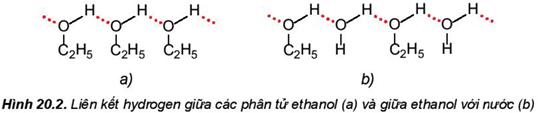 H H H H H H H
O O O O O O O
C₂H₅ C₂H₅ C₂H₅ C₂H₅ H C₂H₅ H
a) b)
Hình 20.2. Liên kết hydrogen giữa các phân tử ethanol (a) và giữa ethanol với nước (b)